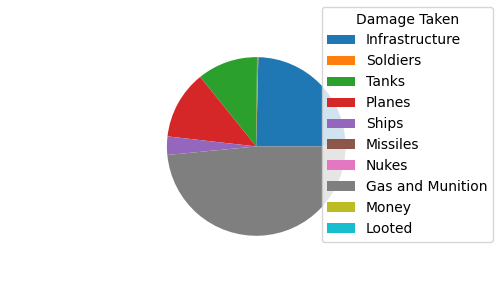 Damage Taken
Infrastructure
Soldiers
Tanks
Planes
Ships
Missiles
Nukes
Gas and Munition
Money
Looted